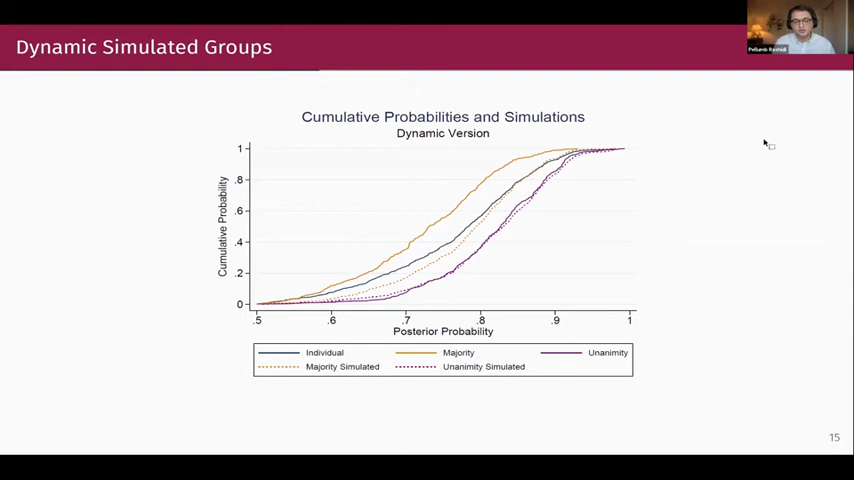 Dynamic Simulated Groups
Cumulative Probabilities and Simulations
Dynamic Version
Cumulative Probability
1
.8
.6
.4
.2
0
.5 .6 .7 .8 .9 1
Posterior Probability
Individual Majority Unanimity
Majority Simulated Unanimity Simulated
15